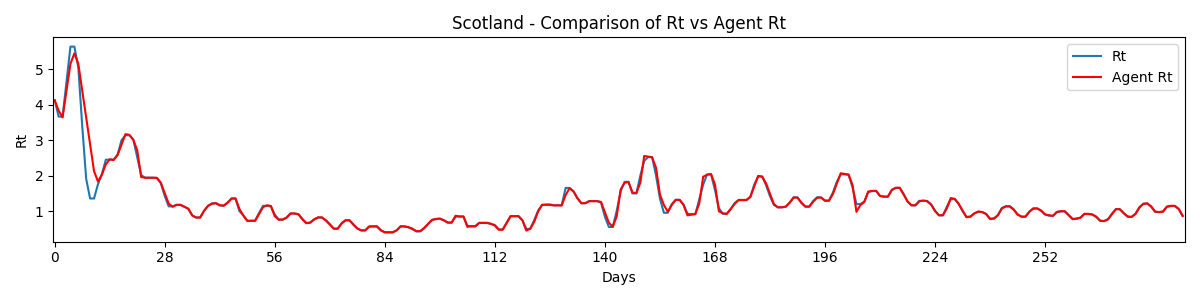 Scotland - Comparison of Rt vs Agent Rt
Rt
Agent Rt
Rt
5
4
3
2
1
0 28 56 84 112 140 168 196 224 252
Days